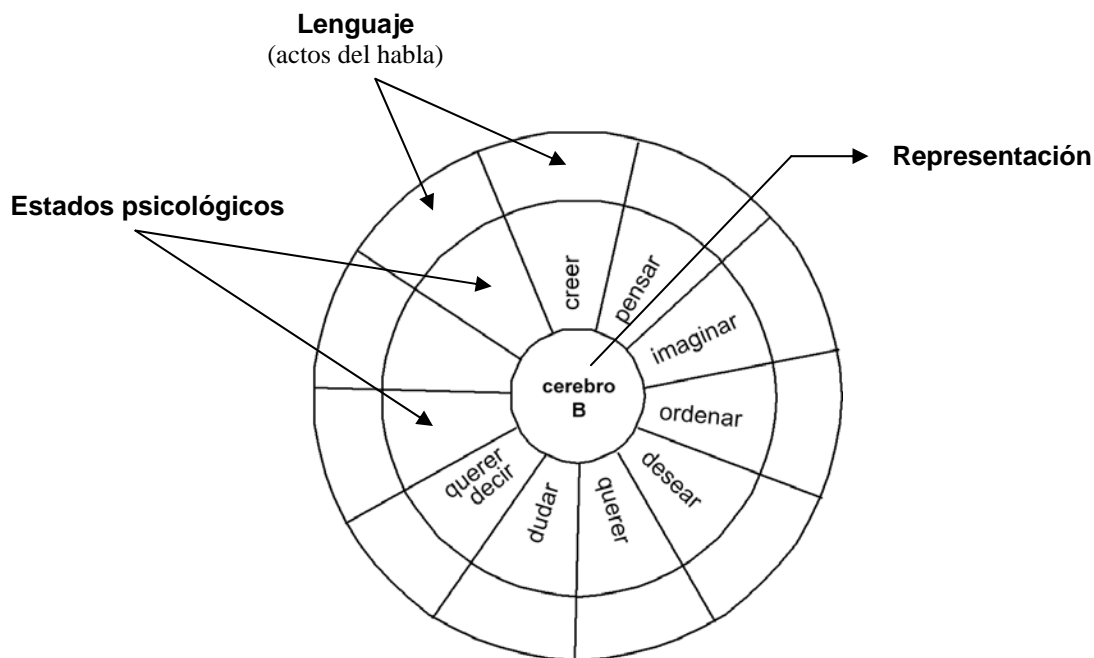 Lenguaje
(actos del habla)
Representación
Estados psicológicos
creer
pensar
imaginar
ordenar
desear
querer
dudar
querer
decir
cerebro
B